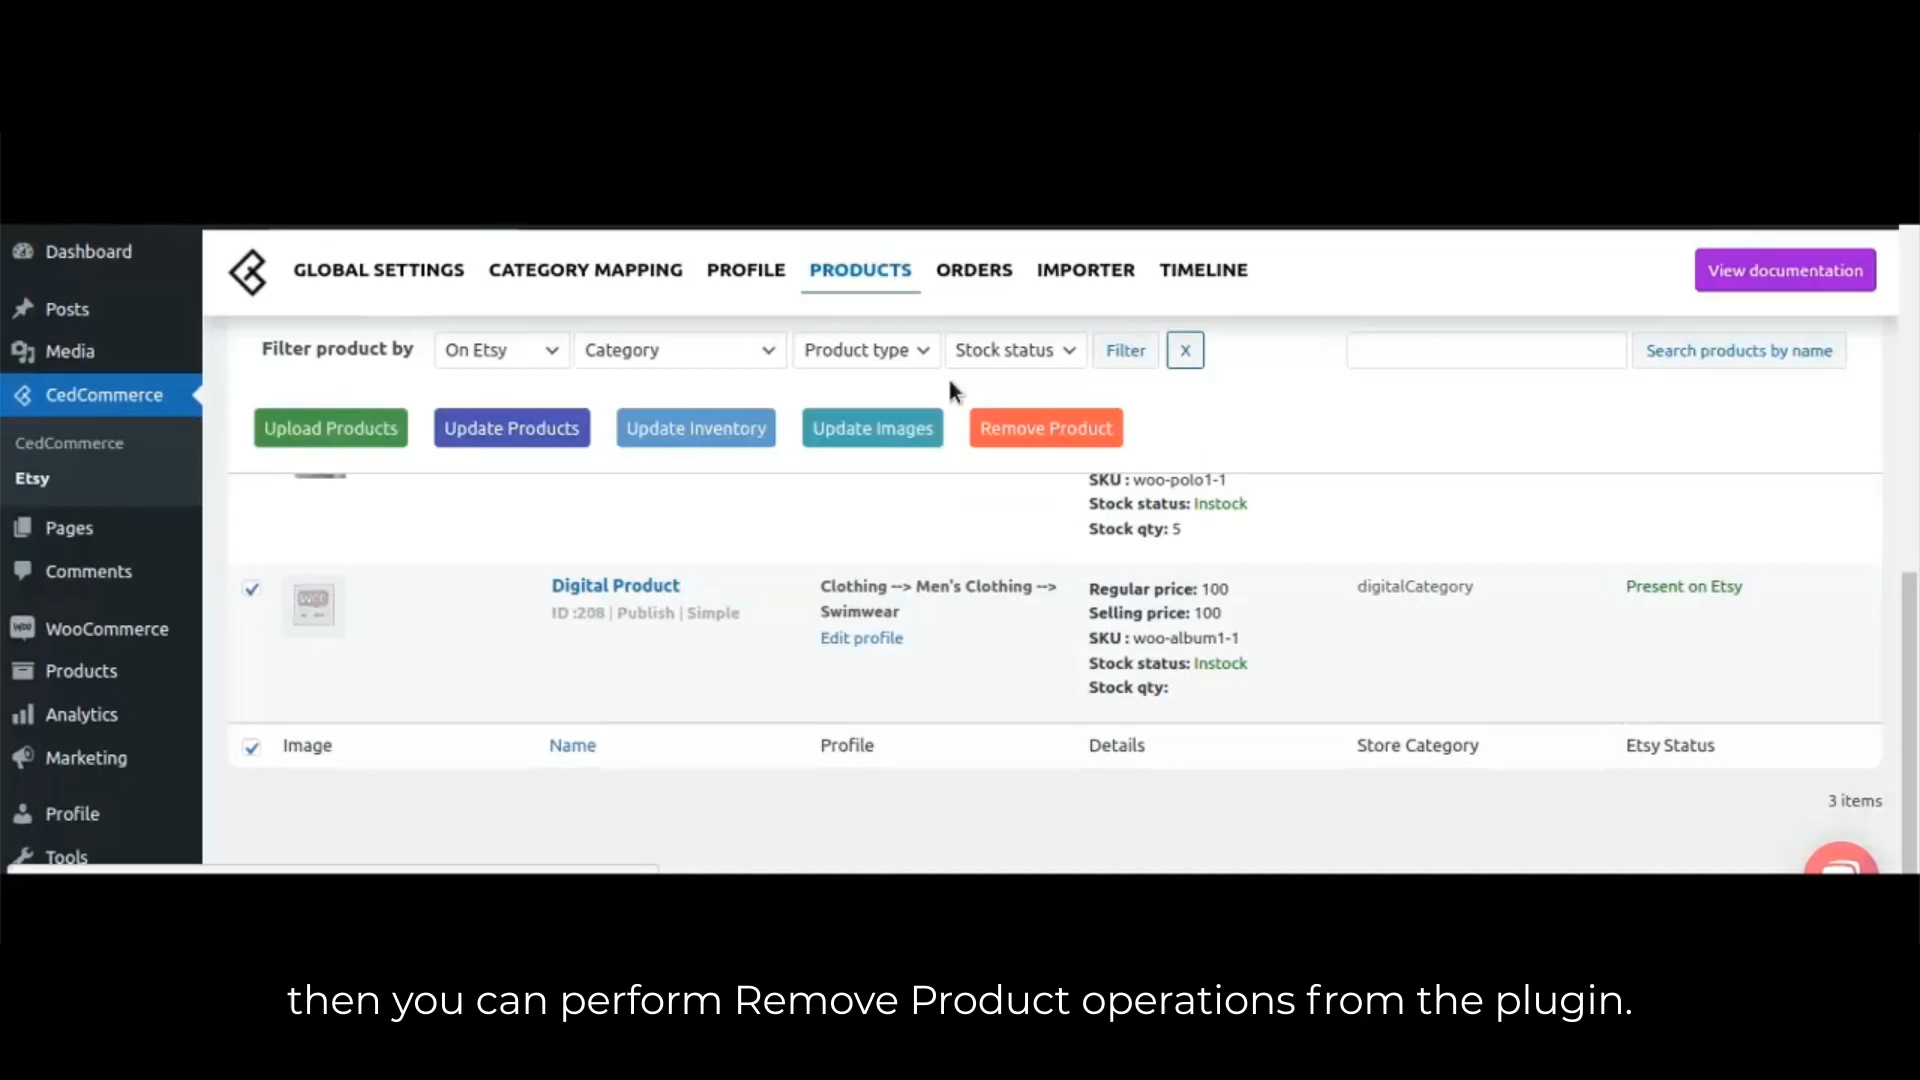 Dashboard
Posts
Media
CedCommerce
CedCommerce
Etsy
Pages
Comments
WooCommerce
Products
Analytics
Marketing
Profile
Tools
GLOBAL SETTINGS CATEGORY MAPPING PROFILE PRODUCTS ORDERS IMPORTER TIMELINE
View documentation
Filter product by On Etsy Category Product type Stock status Filter X Search products by name
Upload Products Update Products Update Inventory Update Images Remove Product
SKU : woo-polo1-1
Stock status: Instock
Stock qty: 5
Digital Product
ID :208 | Publish | Simple
Clothing --> Men's Clothing -->
Swimwear
Edit profile
Regular price: 100
Selling price: 100
SKU : woo-album1-1
Stock status: Instock
Stock qty:
digitalCategory
Present on Etsy
Image Name Profile Details Store Category Etsy Status
3 items
then you can perform Remove Product operations from the plugin.